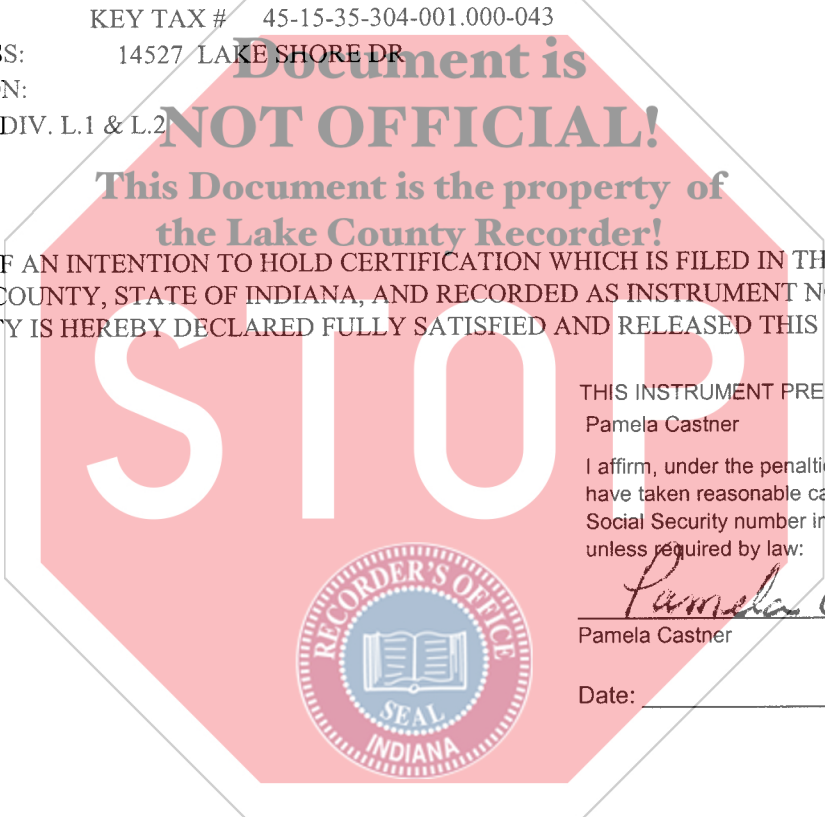 KEY TAX # 45-15-35-304-001.000-043
SS: 14527 LAKE SHORE DR
N:
DIV. L.1 & L.2
Document is
NOT OFFICIAL!
This Document is the property of
the Lake County Recorder!
F AN INTENTION TO HOLD CERTIFICATION WHICH IS FILED IN TH
COUNTY, STATE OF INDIANA, AND RECORDED AS INSTRUMENT N
TY IS HEREBY DECLARED FULLY SATISFIED AND RELEASED THIS
STOP
THIS INSTRUMENT PRE
Pamela Castner
I affirm, under the penalti
have taken reasonable ca
Social Security number in
unless required by law:
Pamela C
Pamela Castner
Date:
RECORDER'S OFFICE
SEAL
INDIANA